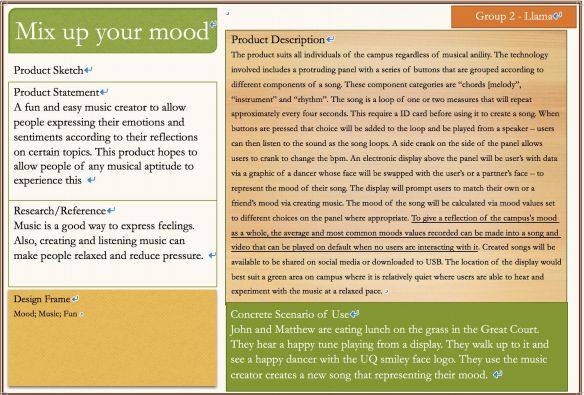 Mix up your mood
Group 2 - Llama
Product Sketch
Product Statement
A fun and easy music creator to allow
people expressing their emotions and
sentiments according to their reflections
on certain topics. This product hopes to
allow people of any musical aptitude to
experience this
Research/Reference
Music is a good way to express feelings.
Also, creating and listening music can
make people relaxed and reduce pressure.
Design Frame
Mood; Music; Fun
Product Description
The product suits all individuals of the campus regardless of musical anility. The technology
involved includes a protruding panel with a series of buttons that are grouped according to
different components of a song. These component categories are “chords [melody”,
“instrument” and “rhythm”. The song is a loop of one or two measures that will repeat
approximately every four seconds. This require a ID card before using it to create a song. When
buttons are pressed that choice will be added to the loop and be played from a speaker – users
can then listen to the sound as the song loops. A side crank on the side of the panel allows
users to crank to change the bpm. An electronic display above the panel will be user’s with data
via a graphic of a dancer whose face will be swapped with the user’s or a partner’s face – to
represent the mood of their song. The display will prompt users to match their own or a
friend’s mood via creating music. The mood of the song will be calculated via mood values set
to different choices on the panel where appropriate. To give a reflection of the campus’s mood
as a whole, the average and most common moods values recorded can be made into a song and
video that can be played on default when no users are interacting with it. Created songs will be
available to be shared on social media or downloaded to USB. The location of the display would
best suit a green area on campus where it is relatively quiet where users are able to hear and
experiment with the music at a relaxed pace.
Concrete Scenario of Use
John and Matthew are eating lunch on the grass in the Great Court.
They hear a happy tune playing from a display. They walk up to it and
see a happy dancer with the UQ smiley face logo. They use the music
creator creates a new song that representing their mood.